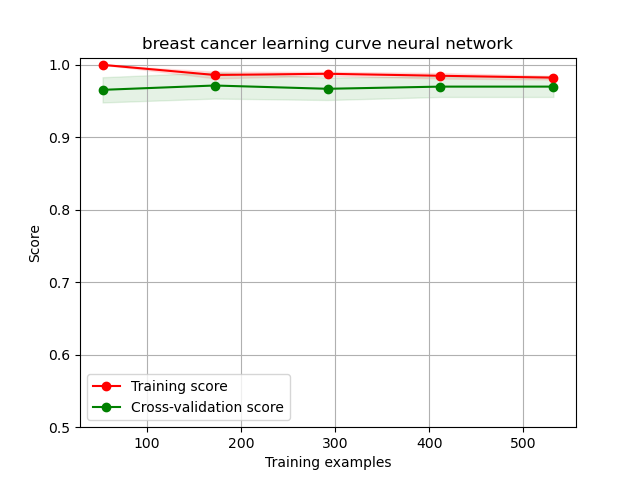 breast cancer learning curve neural network
1.0
0.9
0.8
0.7
0.6
0.5
Score
Training score
Cross-validation score
100 200 300 400 500
Training examples